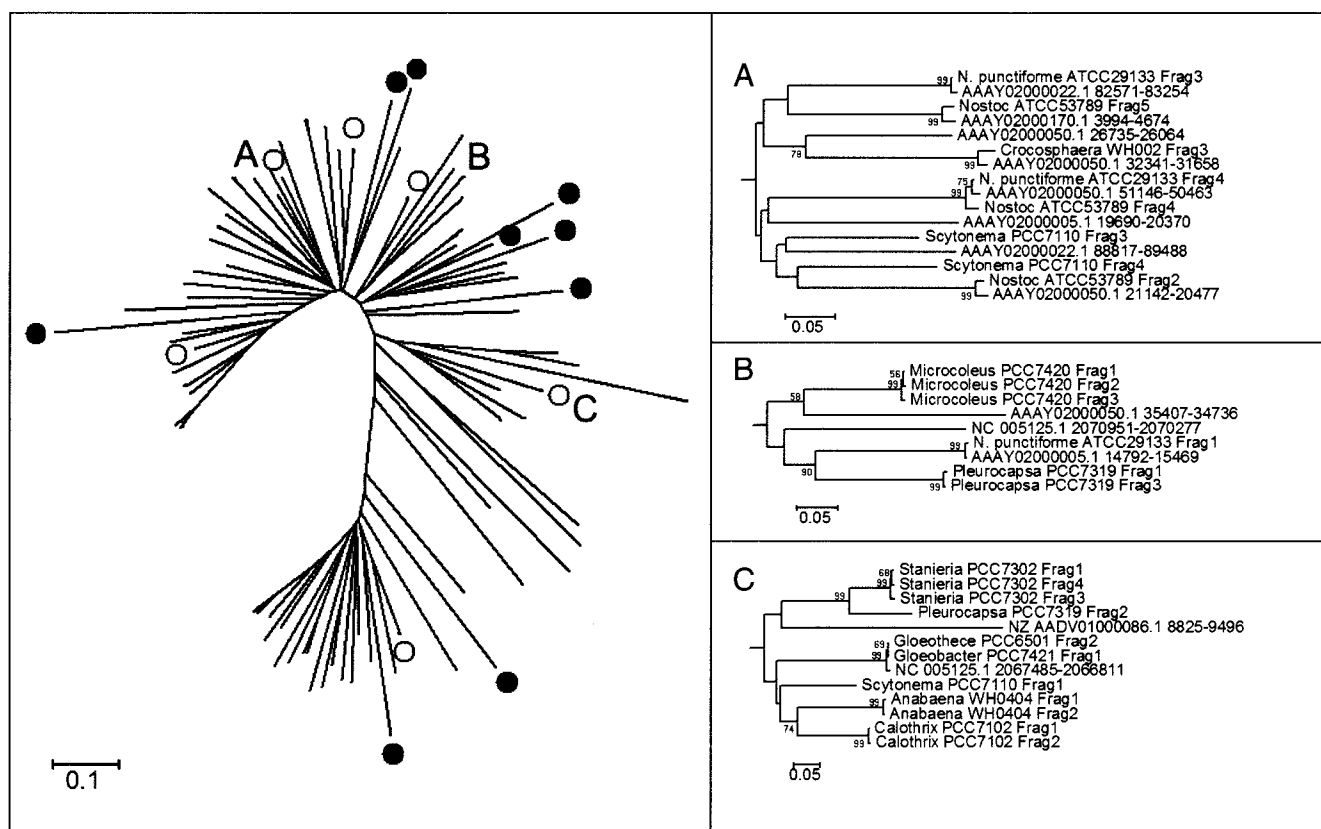 A
B
C
0.1
A
99
N. punctiforme ATCC29133 Frag3
AAAY02000022.1 82571-83254
Nostoc ATCC53789 Frag5
99
AAAY02000170.1 3994-4674
AAAY02000050.1 26735-26064
78
Crocosphaera WH002 Frag3
99
AAAY02000050.1 32341-31658
75
N. punctiforme ATCC29133 Frag4
99
AAAY02000050.1 51146-50463
Nostoc ATCC53789 Frag4
AAAY02000005.1 19690-20370
Scytonema PCC7110 Frag3
AAAY02000022.1 88817-89488
Scytonema PCC7110 Frag4
Nostoc ATCC53789 Frag2
99
AAAY02000050.1 21142-20477
0.05
B
56
Microcoleus PCC7420 Frag1
99
Microcoleus PCC7420 Frag2
58
Microcoleus PCC7420 Frag3
AAAY02000050.1 35407-34736
NC 005125.1 2070951-2070277
99
N. punctiforme ATCC29133 Frag1
AAAY02000005.1 14792-15469
90
Pleurocapsa PCC7319 Frag1
99
Pleurocapsa PCC7319 Frag3
0.05
C
68
Stanieria PCC7302 Frag1
99
Stanieria PCC7302 Frag4
99
Stanieria PCC7302 Frag3
Pleurocapsa PCC7319 Frag2
NZ AADV01000086.1 8825-9496
69
Gloeothece PCC6501 Frag2
99
Gloeobacter PCC7421 Frag1
NC 005125.1 2067485-2066811
Scytonema PCC7110 Frag1
99
Anabaena WH0404 Frag1
Anabaena WH0404 Frag2
74
Calothrix PCC7102 Frag1
99
Calothrix PCC7102 Frag2
0.05